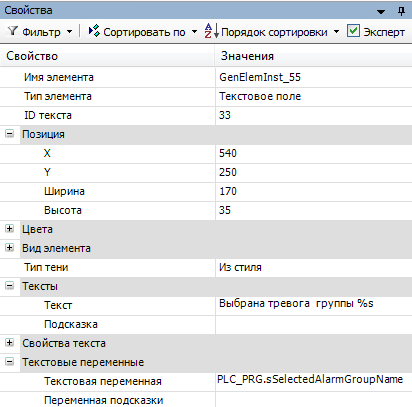 Свойства
Фильтр Сортировать по Порядок сортировки Эксперт
Свойство Значения
Имя элемента GenElemInst_55
Тип элемента Текстовое поле
ID текста 33
Позиция
X 540
Y 250
Ширина 170
Высота 35
Цвета
Вид элемента
Тип тени Из стиля
Тексты
Текст Выбрана тревога группы %s
Подсказка
Свойства текста
Текстовые переменные
Текстовая переменная PLC_PRG.sSelectedAlarmGroupName
Переменная подсказки